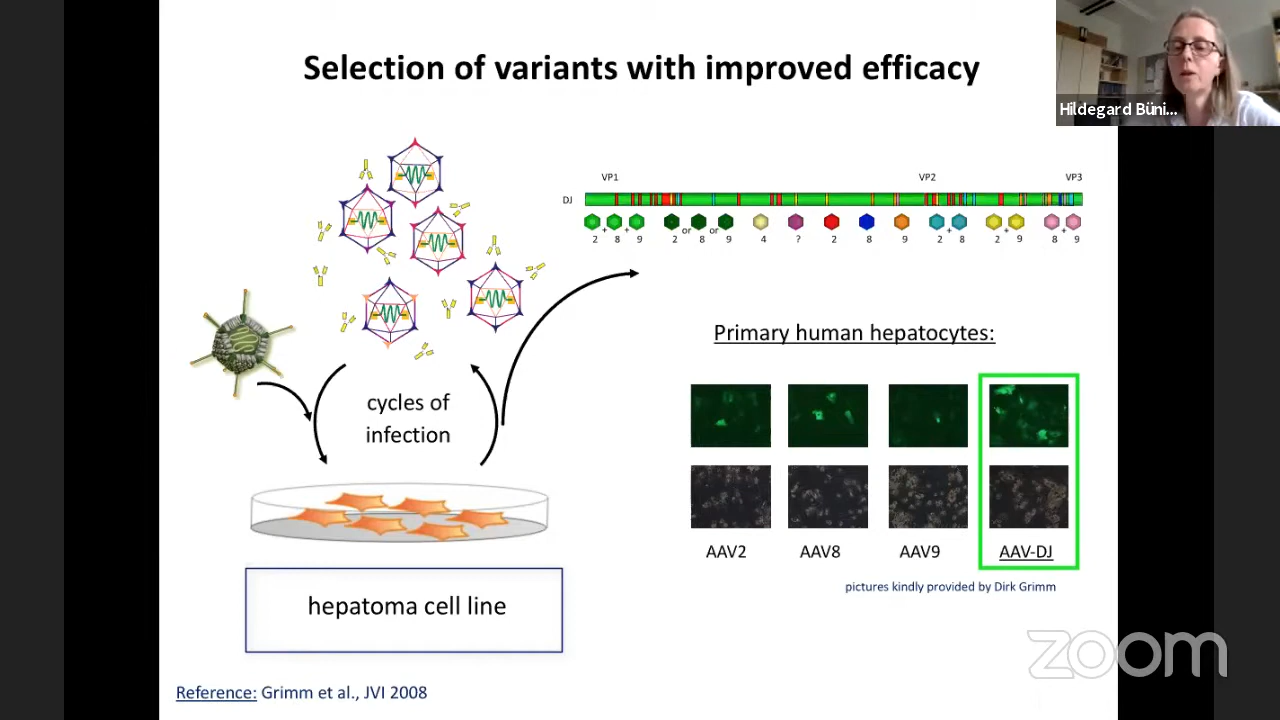 Selection of variants with improved efficacy
Hildegard Büni...
VP1 VP2 VP3
DJ
2 + 8 + 9 2 or 8 or 9 4 ? 2 8 9 2 + 8 2 + 9 8 + 9
cycles of
infection
hepatoma cell line
Primary human hepatocytes:
AAV2 AAV8 AAV9 AAV-DJ
pictures kindly provided by Dirk Grimm
zoom
Reference: Grimm et al., JVI 2008